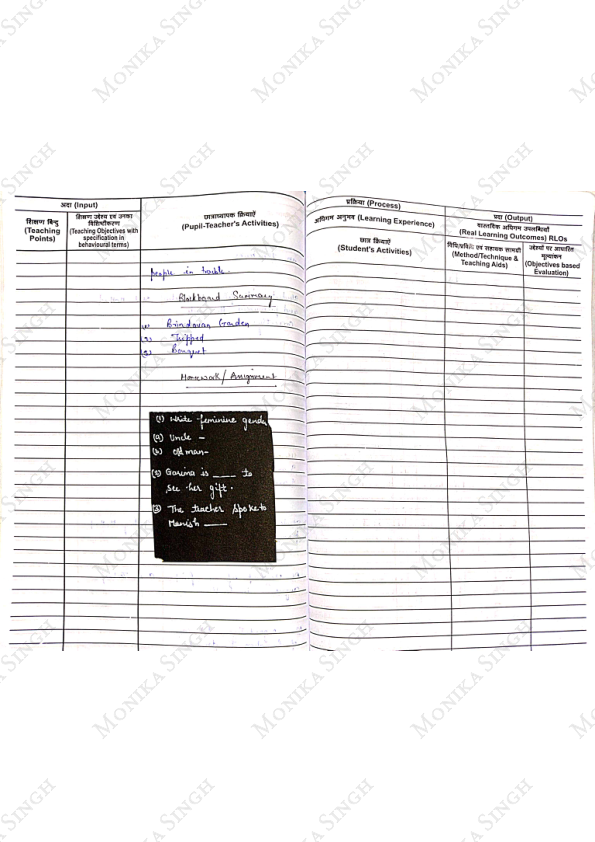 अदा (Input)
शिक्षण बिन्दु
(Teaching
Points)
शिक्षण उद्देश्य एवं उनका
विशिष्टीकरण
(Teaching Objectives with
specification in
behavioural terms)
छात्राध्यापक क्रियाएँ
(Pupil-Teacher's Activities)
people in trouble.
Blackboard Summary
Brindavan Garden
(2) Tripped
Bouquet
Homework / Assignment
(1) Write feminine gender
(a) Uncle -
(b) old man-
Garima is ____ to
see her gift.
(3) The teacher spoke to
Manish ____
प्रक्रिया (Process)
अधिगम अनुभव (Learning Experience)
छात्र क्रियाएँ
(Student's Activities)
प्रदा (Output)
वास्तविक अधिगम उपलब्धियाँ
(Real Learning Outcomes) RLOs
विधि/प्रविधि एवं सहायक सामग्री
(Method/Technique &
Teaching Aids)
उद्देश्यों पर आधारित
मूल्यांकन
(Objectives based
Evaluation)
MONIKA SINGH